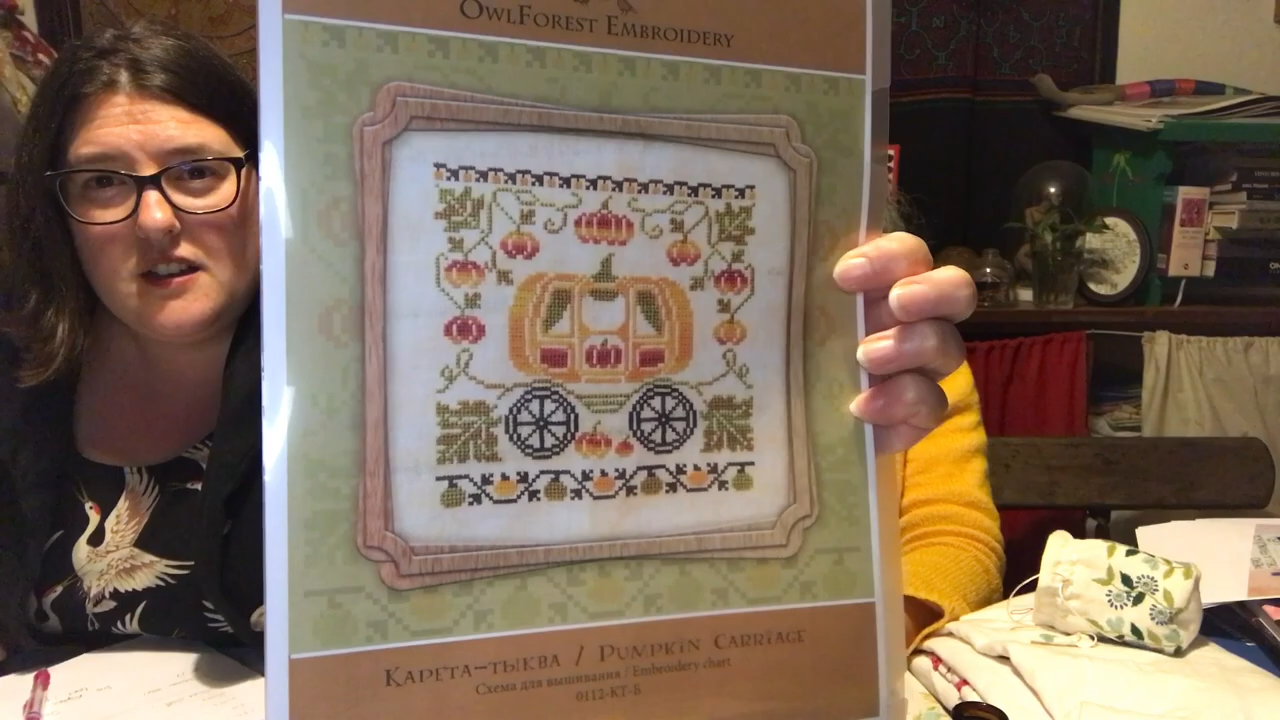 OWLFOREST EMBROIDERY
КАРЕТА-ТЫКВА / PUMPKIN CARRIAGE
Схема для вышивания / Embroidery chart
0112-КТ-Б